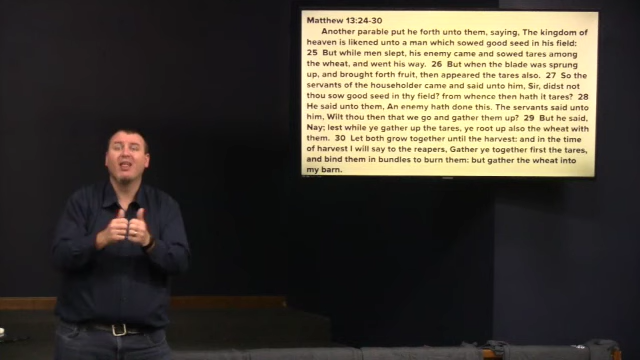 Matthew 13:24-30
Another parable put he forth unto them, saying, The kingdom of
heaven is likened unto a man which sowed good seed in his field:
25 But while men slept, his enemy came and sowed tares among
the wheat, and went his way. 26 But when the blade was sprung
up, and brought forth fruit, then appeared the tares also. 27 So the
servants of the householder came and said unto him, Sir, didst not
thou sow good seed in thy field? from whence then hath it tares? 28
He said unto them, An enemy hath done this. The servants said unto
him, Wilt thou then that we go and gather them up? 29 But he said,
Nay; lest while ye gather up the tares, ye root up also the wheat with
them. 30 Let both grow together until the harvest: and in the time
of harvest I will say to the reapers, Gather ye together first the tares,
and bind them in bundles to burn them: but gather the wheat into
my barn.